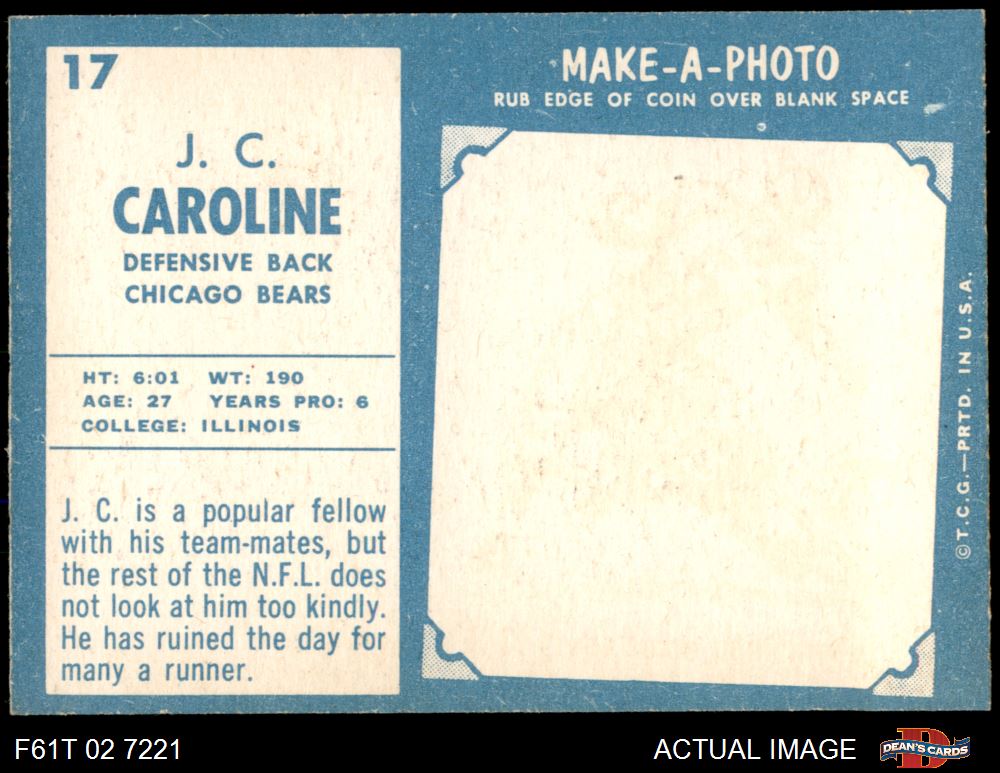 17
J. C.
CAROLINE
DEFENSIVE BACK
CHICAGO BEARS
HT: 6:01 WT: 190
AGE: 27 YEARS PRO: 6
COLLEGE: ILLINOIS
J. C. is a popular fellow
with his team-mates, but
the rest of the N.F.L. does
not look at him too kindly.
He has ruined the day for
many a runner.
MAKE-A-PHOTO
RUB EDGE OF COIN OVER BLANK SPACE
©T.C.G.—PRTD. IN U.S.A.
F61T 02 7221
ACTUAL IMAGE
D
DEAN'S CARDS